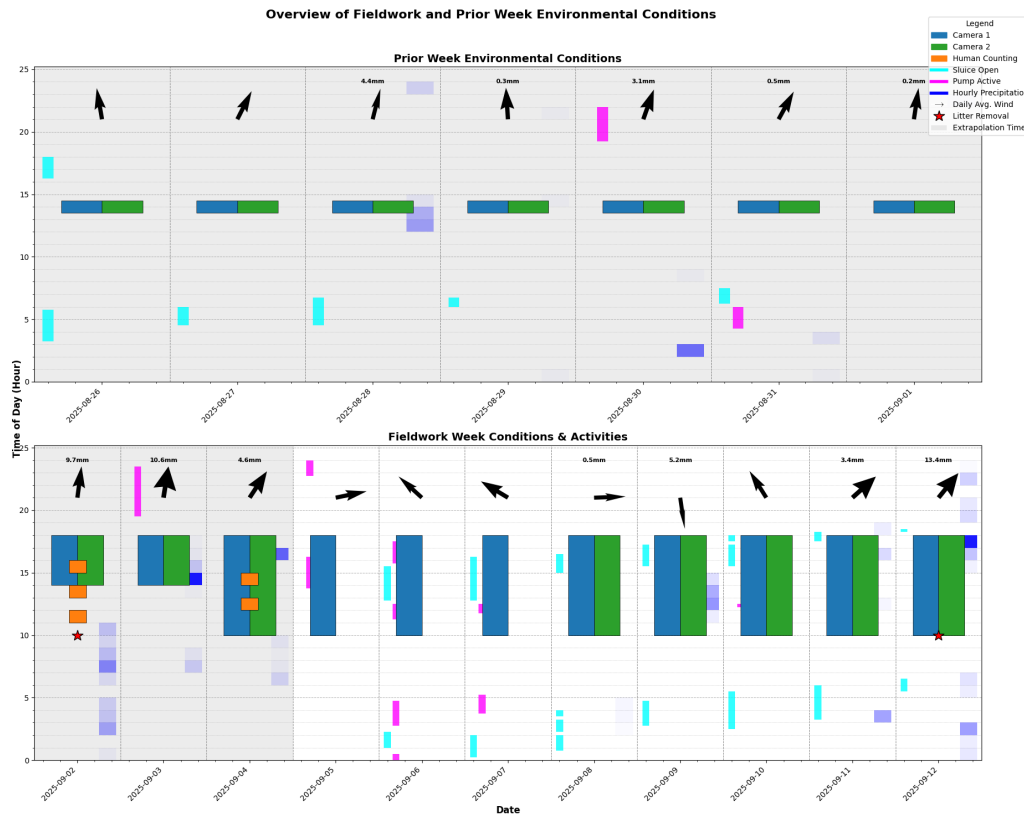 Overview of Fieldwork and Prior Week Environmental Conditions
Legend
Camera 1
Camera 2
Human Counting
Sluice Open
Pump Active
Hourly Precipitatio
Daily Avg. Wind
Litter Removal
Extrapolation Time
Prior Week Environmental Conditions
25
20
15
10
5
0
4.4mm
0.3mm
3.1mm
0.5mm
0.2mm
2025-08-26
2025-08-27
2025-08-28
2025-08-29
2025-08-30
2025-08-31
2025-09-01
Time of Day (Hour)
Fieldwork Week Conditions & Activities
25
20
15
10
5
0
9.7mm
10.6mm
4.6mm
0.5mm
5.2mm
3.4mm
13.4mm
2025-09-02
2025-09-03
2025-09-04
2025-09-05
2025-09-06
2025-09-07
2025-09-08
2025-09-09
2025-09-10
2025-09-11
2025-09-12
Date